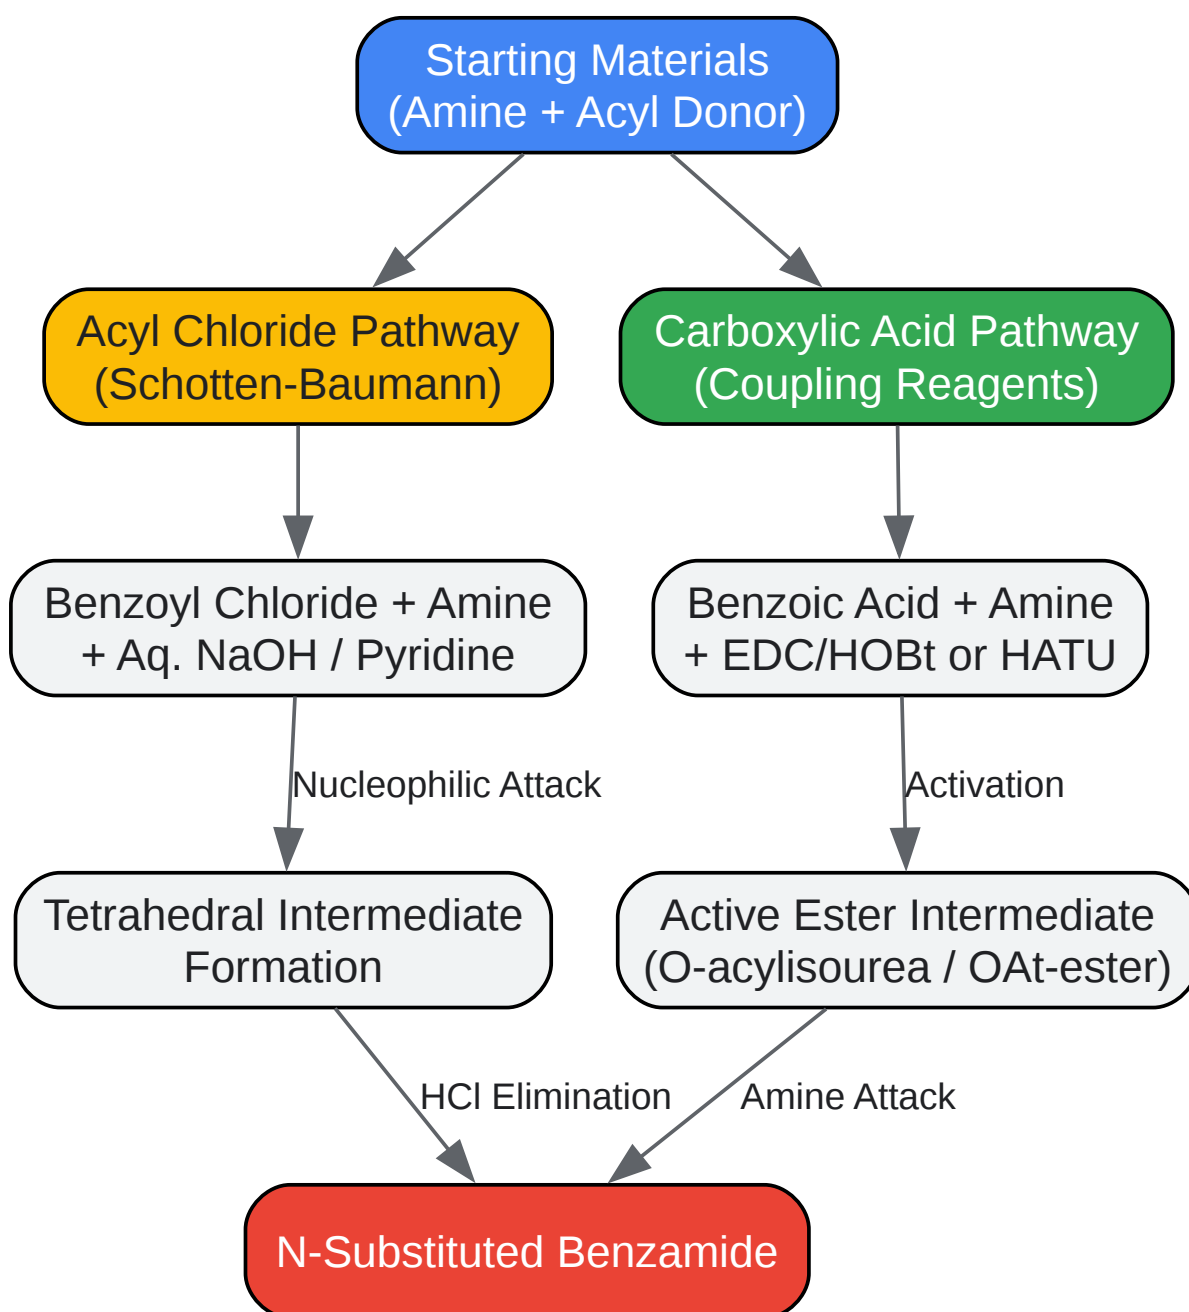 Starting Materials
(Amine + Acyl Donor)
Acyl Chloride Pathway
(Schotten-Baumann)
Carboxylic Acid Pathway
(Coupling Reagents)
Benzoyl Chloride + Amine
+ Aq. NaOH / Pyridine
Benzoic Acid + Amine
+ EDC/HOBt or HATU
Nucleophilic Attack
Activation
Tetrahedral Intermediate
Formation
Active Ester Intermediate
(O-acylisourea / OAt-ester)
HCl Elimination
Amine Attack
N-Substituted Benzamide